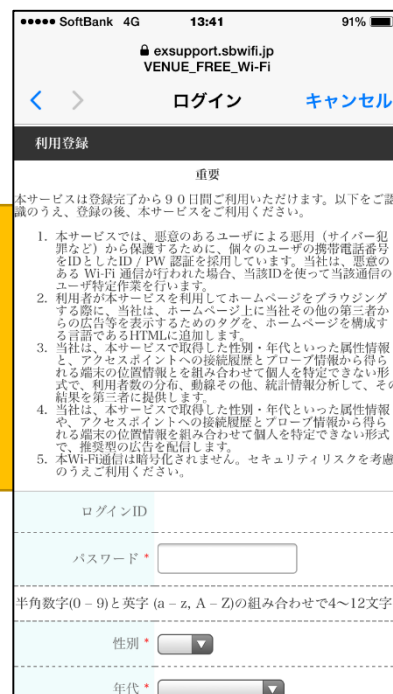 SoftBank 4G 13:41 91%
exsupport.sbwifi.jp
VENUE_FREE_Wi-Fi
ログイン キャンセル
利用登録
重要
本サービスは登録完了から９０日間ご利用いただけます。以下をご認
識のうえ、登録の後、本サービスをご利用ください。
1. 本サービスでは、悪意のあるユーザによる悪用（サイバー犯
罪など）から保護するために、個々のユーザの携帯電話番号
をIDとしたID / PW 認証を採用しています。当社は、悪意の
ある Wi-Fi 通信が行われた場合、当該IDを使って当該通信の
ユーザ特定作業を行います。
2. 利用者が本サービスを利用してホームページをブラウジング
する際に、当社は、ホームページ上に当社その他の第三者か
らの広告等を表示するためのタグを、ホームページを構成す
る言語であるHTMLに追加します。
3. 当社は、本サービスで取得した性別・年代といった属性情報
と、アクセスポイントへの接続履歴とプローブ情報から得ら
れる端末の位置情報とを組み合わせて個人を特定できない形
式で、利用者数の分布、動線その他、統計情報分析して、その
結果を第三者に提供します。
4. 当社は、本サービスで取得した性別・年代といった属性情報
や、アクセスポイントへの接続履歴とプローブ情報から得ら
れる端末の位置情報を組み合わせて個人を特定できない形式
で、推奨型の広告を配信します。
5. 本Wi-Fi通信は暗号化されません。セキュリティリスクを考慮
のうえご利用ください。
ログインID
パスワード *
半角数字(0 – 9)と英字 (a – z, A – Z)の組み合わせで4〜12文字
性別 *
年代 *